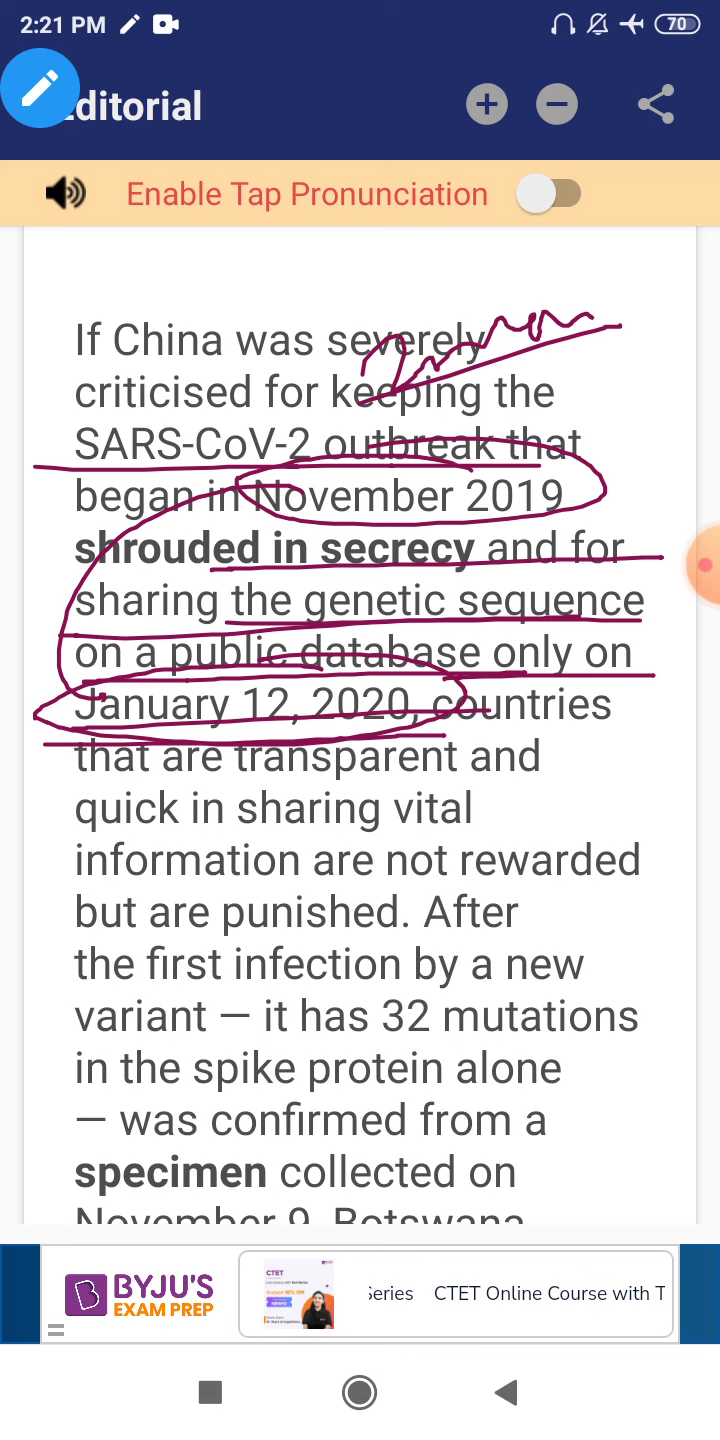 2:21 PM
70
ditorial
Enable Tap Pronunciation
If China was severely
criticised for keeping the
SARS-CoV-2 outbreak that
began in November 2019
shrouded in secrecy and for
sharing the genetic sequence
on a public database only on
January 12, 2020, countries
that are transparent and
quick in sharing vital
information are not rewarded
but are punished. After
the first infection by a new
variant — it has 32 mutations
in the spike protein alone
— was confirmed from a
specimen collected on
November 9, Botswana
BYJU'S
EXAM PREP
CTET
Series CTET Online Course with T